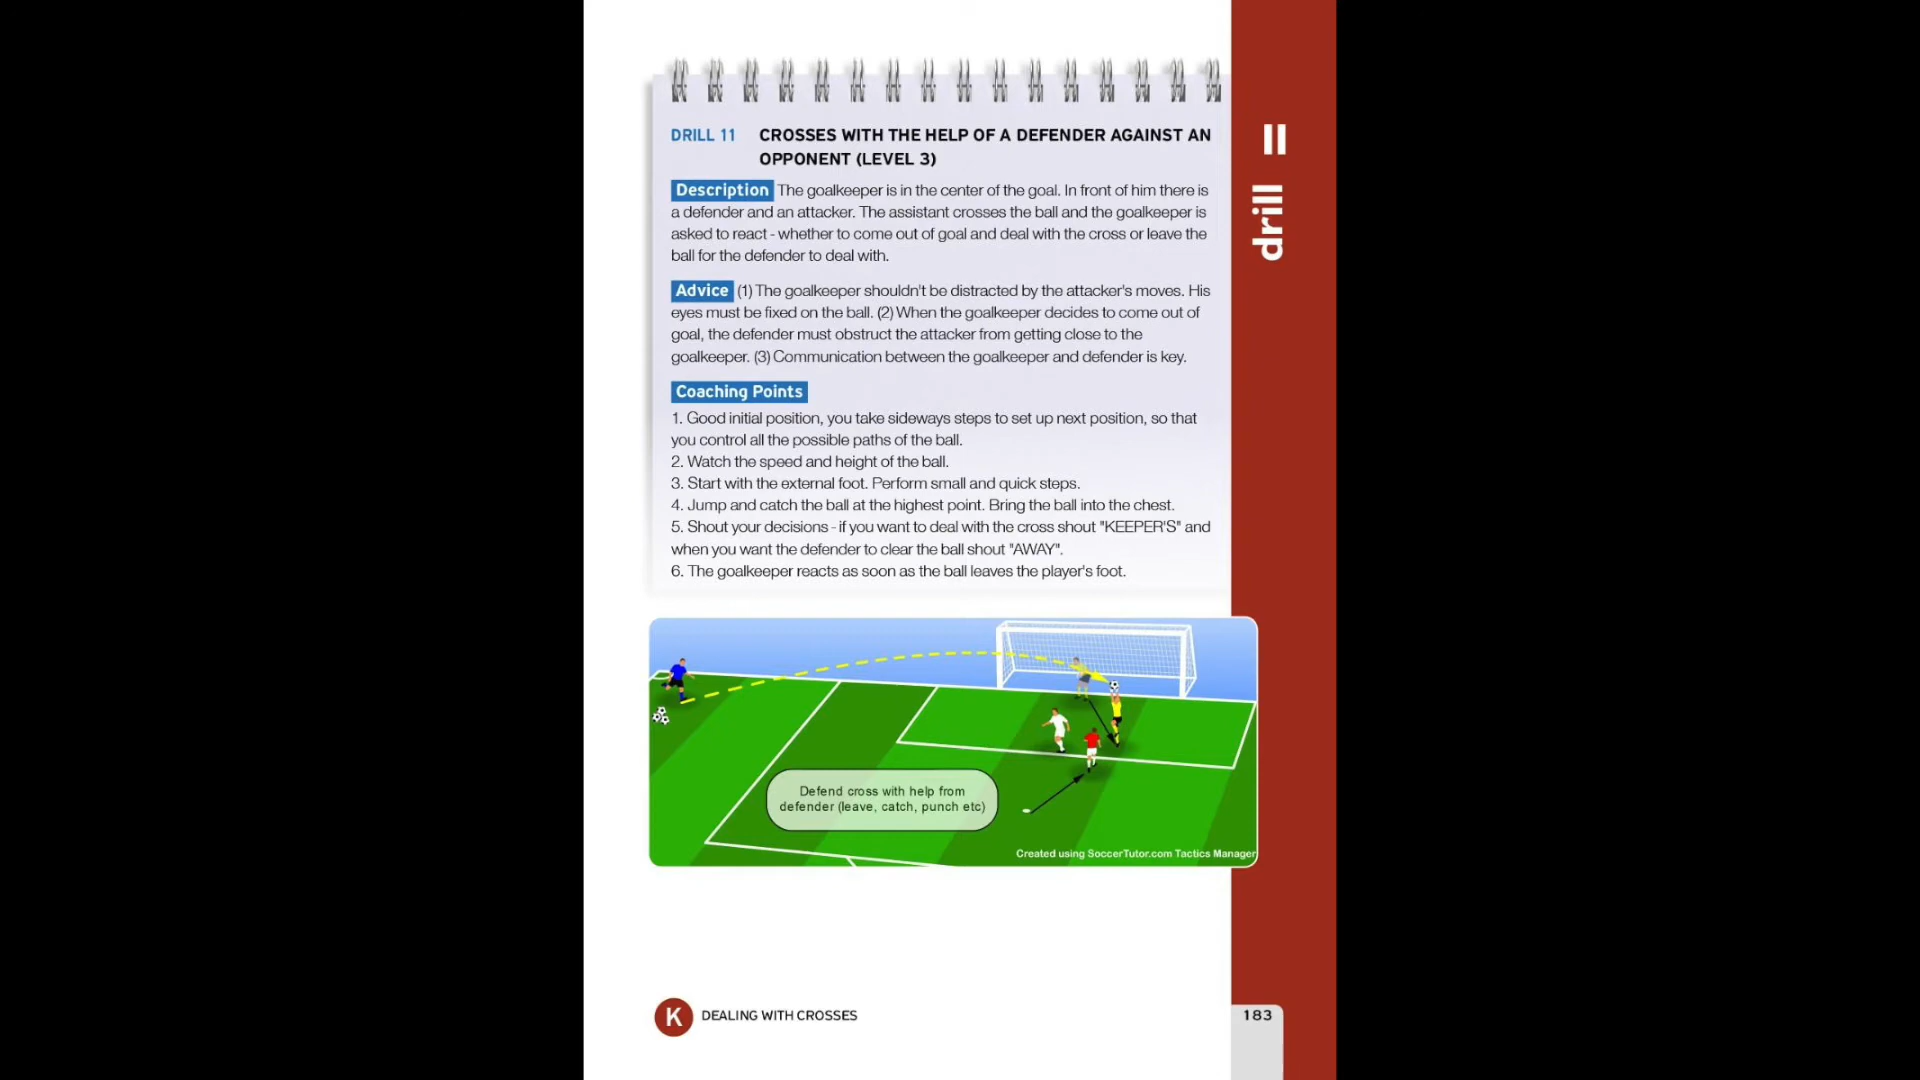 DRILL 11 CROSSES WITH THE HELP OF A DEFENDER AGAINST AN
OPPONENT (LEVEL 3)
Description The goalkeeper is in the center of the goal. In front of him there is
a defender and an attacker. The assistant crosses the ball and the goalkeeper is
asked to react - whether to come out of goal and deal with the cross or leave the
ball for the defender to deal with.
Advice (1) The goalkeeper shouldn't be distracted by the attacker's moves. His
eyes must be fixed on the ball. (2) When the goalkeeper decides to come out of
goal, the defender must obstruct the attacker from getting close to the
goalkeeper. (3) Communication between the goalkeeper and defender is key.
Coaching Points
1. Good initial position, you take sideways steps to set up next position, so that
you control all the possible paths of the ball.
2. Watch the speed and height of the ball.
3. Start with the external foot. Perform small and quick steps.
4. Jump and catch the ball at the highest point. Bring the ball into the chest.
5. Shout your decisions - if you want to deal with the cross shout "KEEPER'S" and
when you want the defender to clear the ball shout "AWAY".
6. The goalkeeper reacts as soon as the ball leaves the player's foot.
drill 11
Defend cross with help from
defender (leave, catch, punch etc)
Created using SoccerTutor.com Tactics Manager
K DEALING WITH CROSSES
183